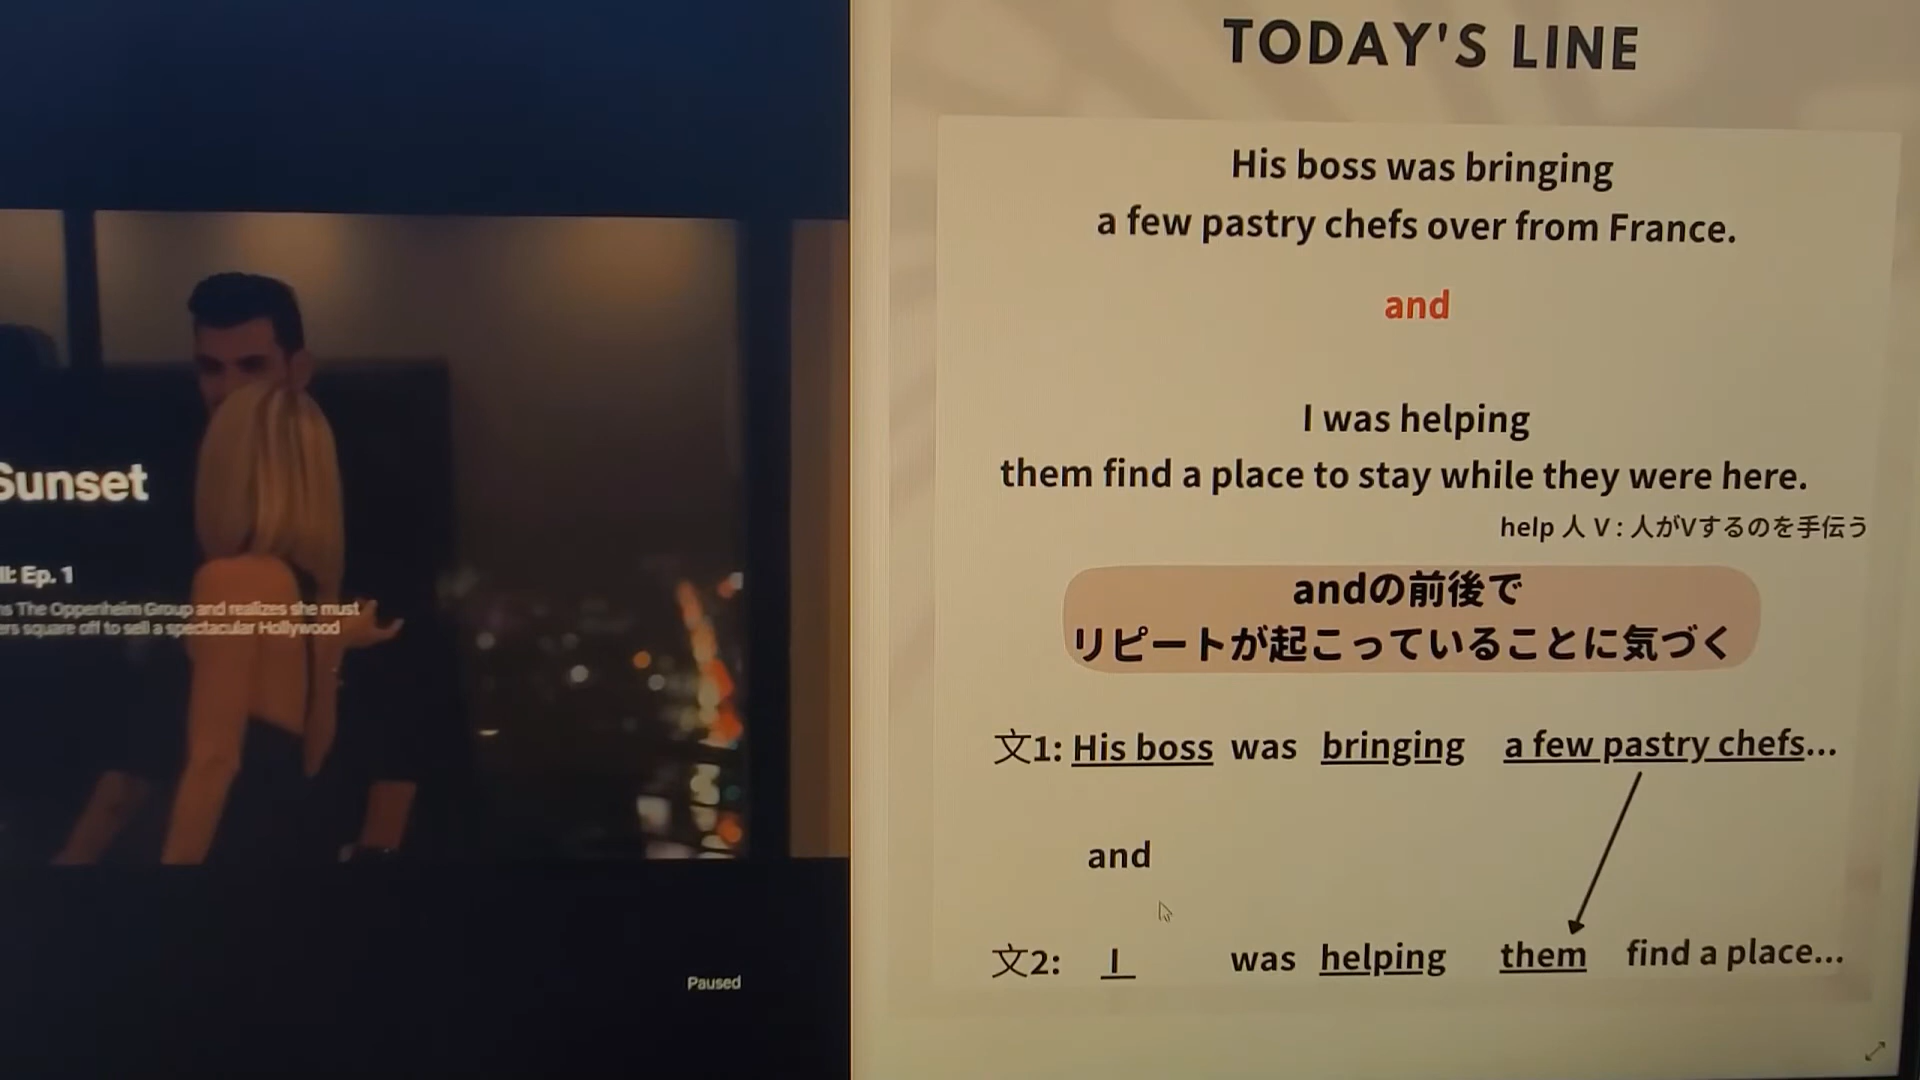 Sunset
Ep. 1
The Oppenheim Group and realizes she must
square off to sell a spectacular Hollywood
Paused
TODAY'S LINE
His boss was bringing
a few pastry chefs over from France.
and
I was helping
them find a place to stay while they were here.
help 人 V : 人がVするのを手伝う
andの前後で
リピートが起こっていることに気づく
文1: His boss was bringing a few pastry chefs...
and
文2: I was helping them find a place...